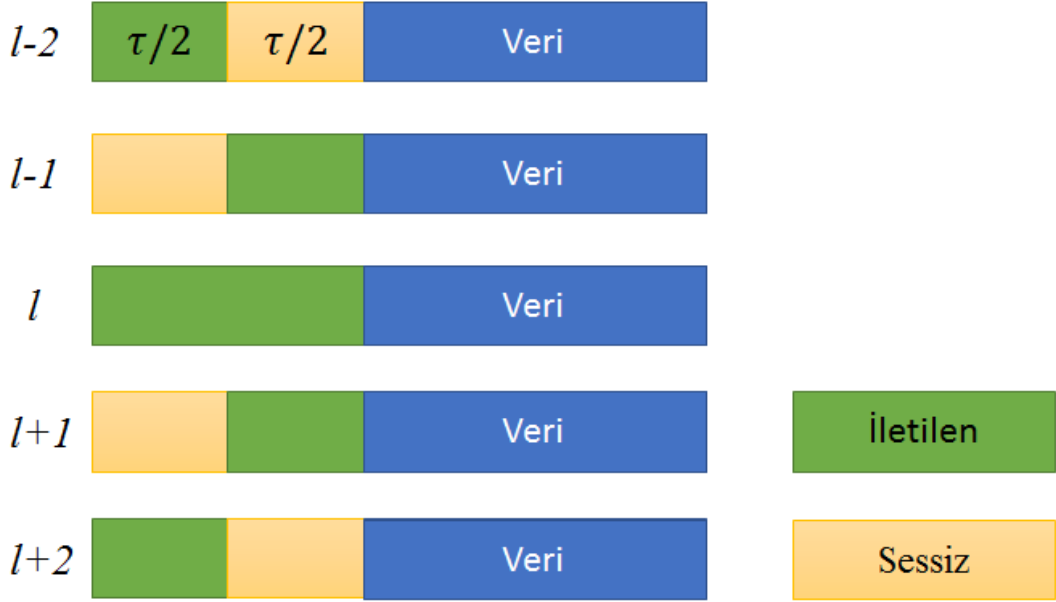 l-2 τ/2 τ/2 Veri
l-1 Veri
l Veri
l+1 Veri İletilen
l+2 Veri Sessiz